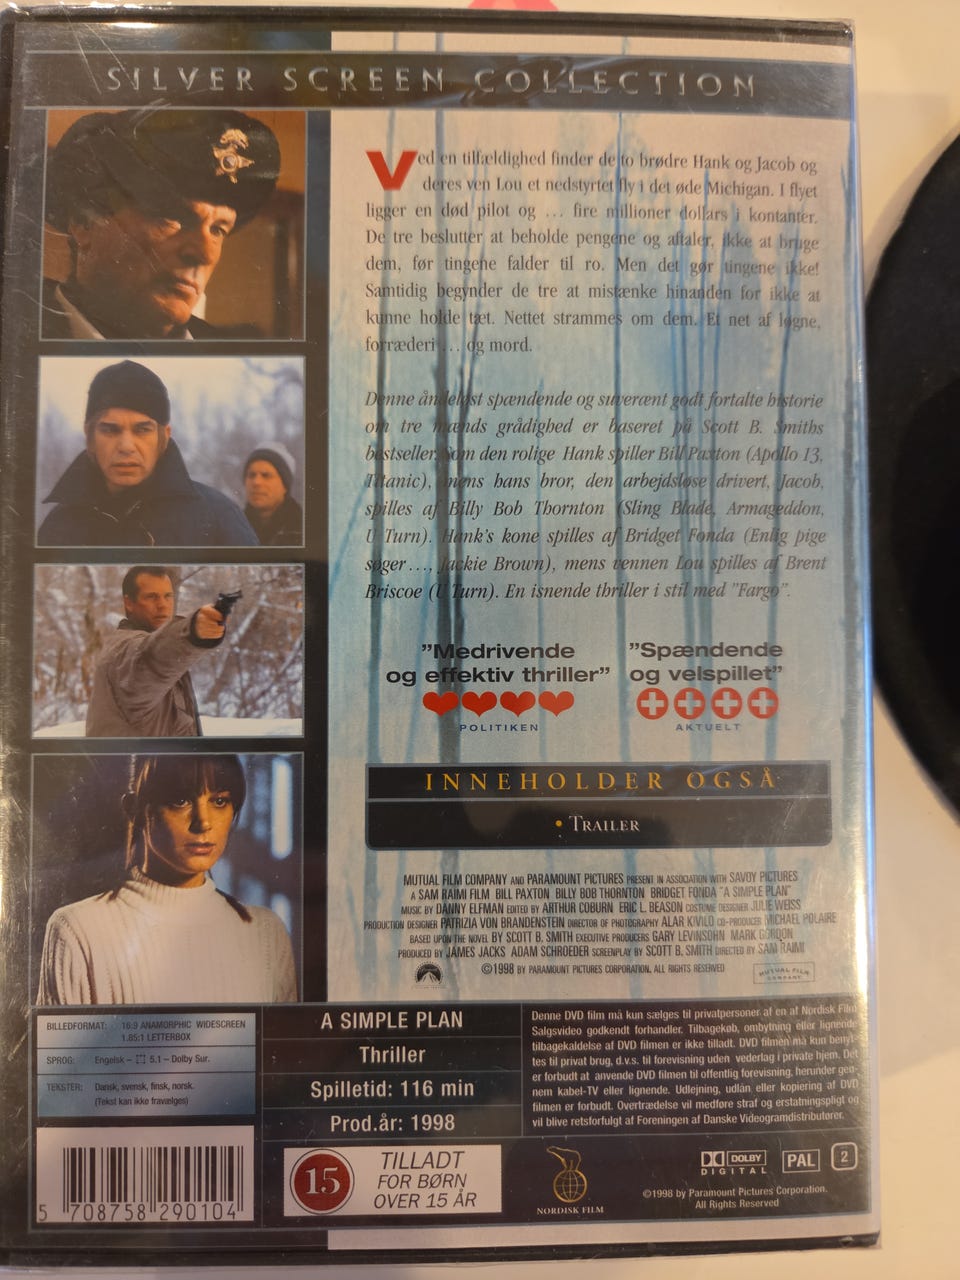 SILVER SCREEN COLLECTION
Ved en tilfældighed finder de to brødre Hank og Jacob og
deres ven Lou et nedstyrtet fly i det øde Michigan. I flyet
ligger en død pilot og ... fire millioner dollars i kontanter.
De tre beslutter at beholde pengene og aftaler, ikke at bruge
dem, før tingene falder til ro. Men det gør tingene ikke!
Samtidig begynder de tre at mistænke hinanden for ikke at
kunne holde tæt. Nettet strammes om dem. Et net af løgne,
forræderi ... og mord.
Denne åndeløst spændende og suverænt godt fortalte historie
om tre mænds grådighed er baseret på Scott B. Smiths
bestseller. Som den rolige Hank spiller Bill Paxton (Apollo 13,
Titanic), mens hans bror, den arbejdsløse drivert, Jacob,
spilles af Billy Bob Thornton (Sling Blade, Armageddon,
U Turn). Hank's kone spilles af Bridget Fonda (Enlig pige
søger..., Jackie Brown), mens vennen Lou spilles af Brent
Briscoe (U Turn). En isnende thriller i stil med "Fargo".
"Medrivende
og effektiv thriller"
POLITIKEN
"Spændende
og velspillet"
AKTUELT
INNEHOLDER OGSÅ
• TRAILER
MUTUAL FILM COMPANY AND PARAMOUNT PICTURES PRESENT IN ASSOCIATION WITH SAVOY PICTURES
A SAM RAIMI FILM BILL PAXTON BILLY BOB THORNTON BRIDGET FONDA "A SIMPLE PLAN"
MUSIC BY DANNY ELFMAN EDITED BY ARTHUR COBURN ERIC L. BEASON COSTUME DESIGNER JULIE WEISS
PRODUCTION DESIGNER PATRIZIA VON BRANDENSTEIN DIRECTOR OF PHOTOGRAPHY ALAR KIVILO CO-PRODUCER MICHAEL POLAIRE
BASED UPON THE NOVEL BY SCOTT B. SMITH EXECUTIVE PRODUCERS GARY LEVINSOHN MARK GORDON
PRODUCED BY JAMES JACKS ADAM SCHROEDER SCREENPLAY BY SCOTT B. SMITH DIRECTED BY SAM RAIMI
©1998 BY PARAMOUNT PICTURES CORPORATION. ALL RIGHTS RESERVED
MUTUAL FILM
COMPANY
BILLEDFORMAT: 16:9 ANAMORPHIC WIDESCREEN
1.85:1 LETTERBOX
SPROG: Engelsk – 5.1 – Dolby Sur.
TEKSTER: Dansk, svensk, finsk, norsk.
(Tekst kan ikke fravælges)
A SIMPLE PLAN
Thriller
Spilletid: 116 min
Prod.år: 1998
Denne DVD film må kun sælges til privatpersoner af en af Nordisk Film
Salgsvideo godkendt forhandler. Tilbagekøb, ombytning eller lignende
tilbagekaldelse af DVD filmen er ikke tilladt. DVD filmen må kun benyt-
tes til privat brug, d.v.s. til forevisning uden vederlag i private hjem. Det
er forbudt at anvende DVD filmen til offentlig forevisning, herunder gen-
nem kabel-TV eller lignende. Udlejning, udlån eller kopiering af DVD
filmen er forbudt. Overtrædelse vil medføre straf og erstatningspligt og
vil blive retsforfulgt af Foreningen af Danske Videogramdistributører.
5 708758 290104
15
TILLADT
FOR BØRN
OVER 15 ÅR
NORDISK FILM
DOLBY
DIGITAL
PAL
2
©1998 by Paramount Pictures Corporation.
All Rights Reserved